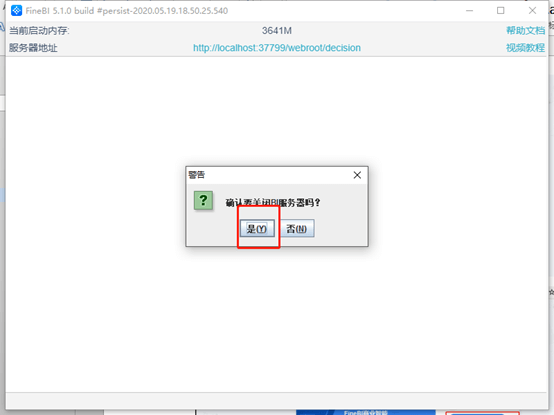 FineBI 5.1.0 build #persist-2020.05.19.18.50.25.540
当前启动内存: 3641M 帮助文档
服务器地址 http://localhost:37799/webroot/decision 视频教程
警告
确认要关闭BI服务器吗?
是(Y) 否(N)